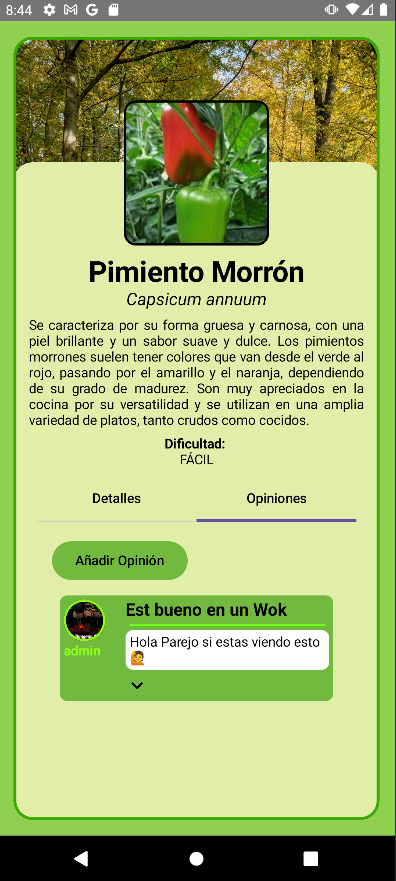 8:44
Pimiento Morrón
Capsicum annuum
Se caracteriza por su forma gruesa y carnosa, con una
piel brillante y un sabor suave y dulce. Los pimientos
morrones suelen tener colores que van desde el verde al
rojo, pasando por el amarillo y el naranja, dependiendo
de su grado de madurez. Son muy apreciados en la
cocina por su versatilidad y se utilizan en una amplia
variedad de platos, tanto crudos como cocidos.
Dificultad:
FÁCIL
Detalles Opiniones
Añadir Opinión
Est bueno en un Wok
Hola Parejo si estas viendo esto
🙋
admin